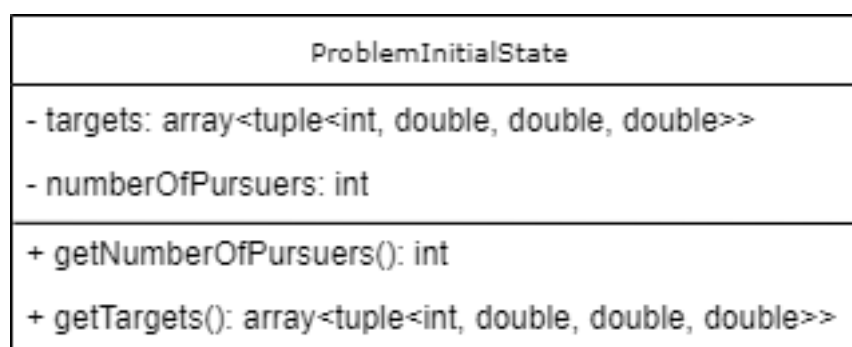 ProblemInitialState
- targets: array<tuple<int, double, double, double>>
- numberOfPursuers: int
+ getNumberOfPursuers(): int
+ getTargets(): array<tuple<int, double, double, double>>